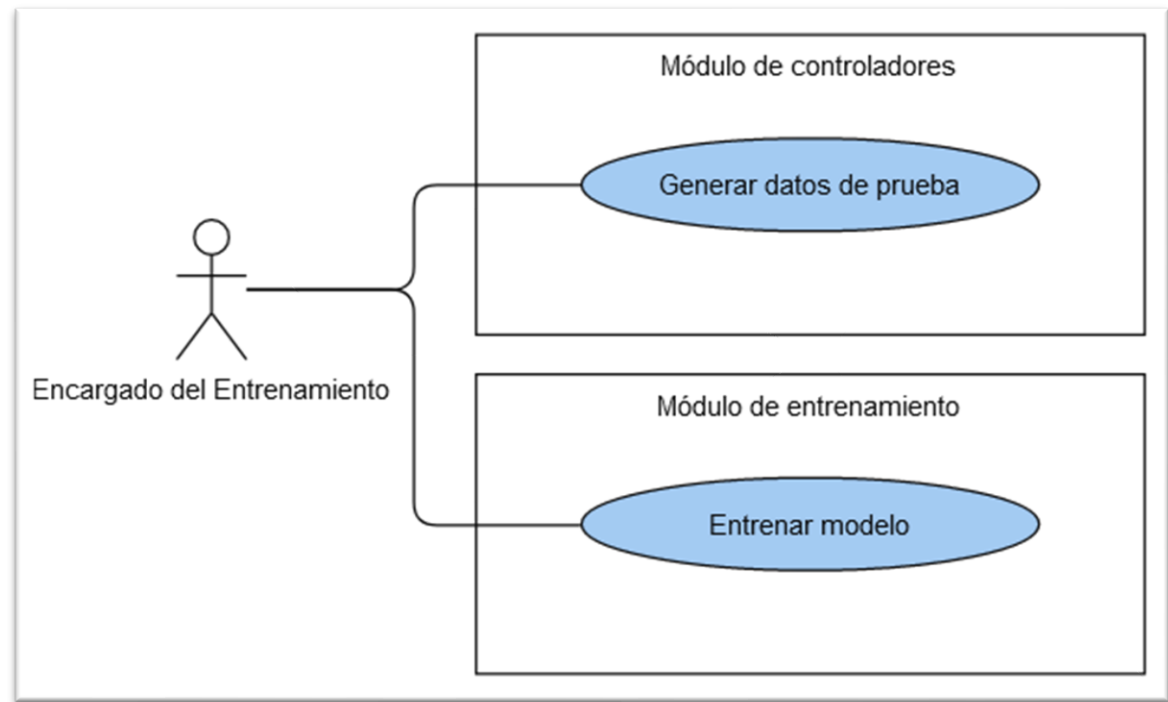 Módulo de controladores
Generar datos de prueba
Encargado del Entrenamiento
Módulo de entrenamiento
Entrenar modelo